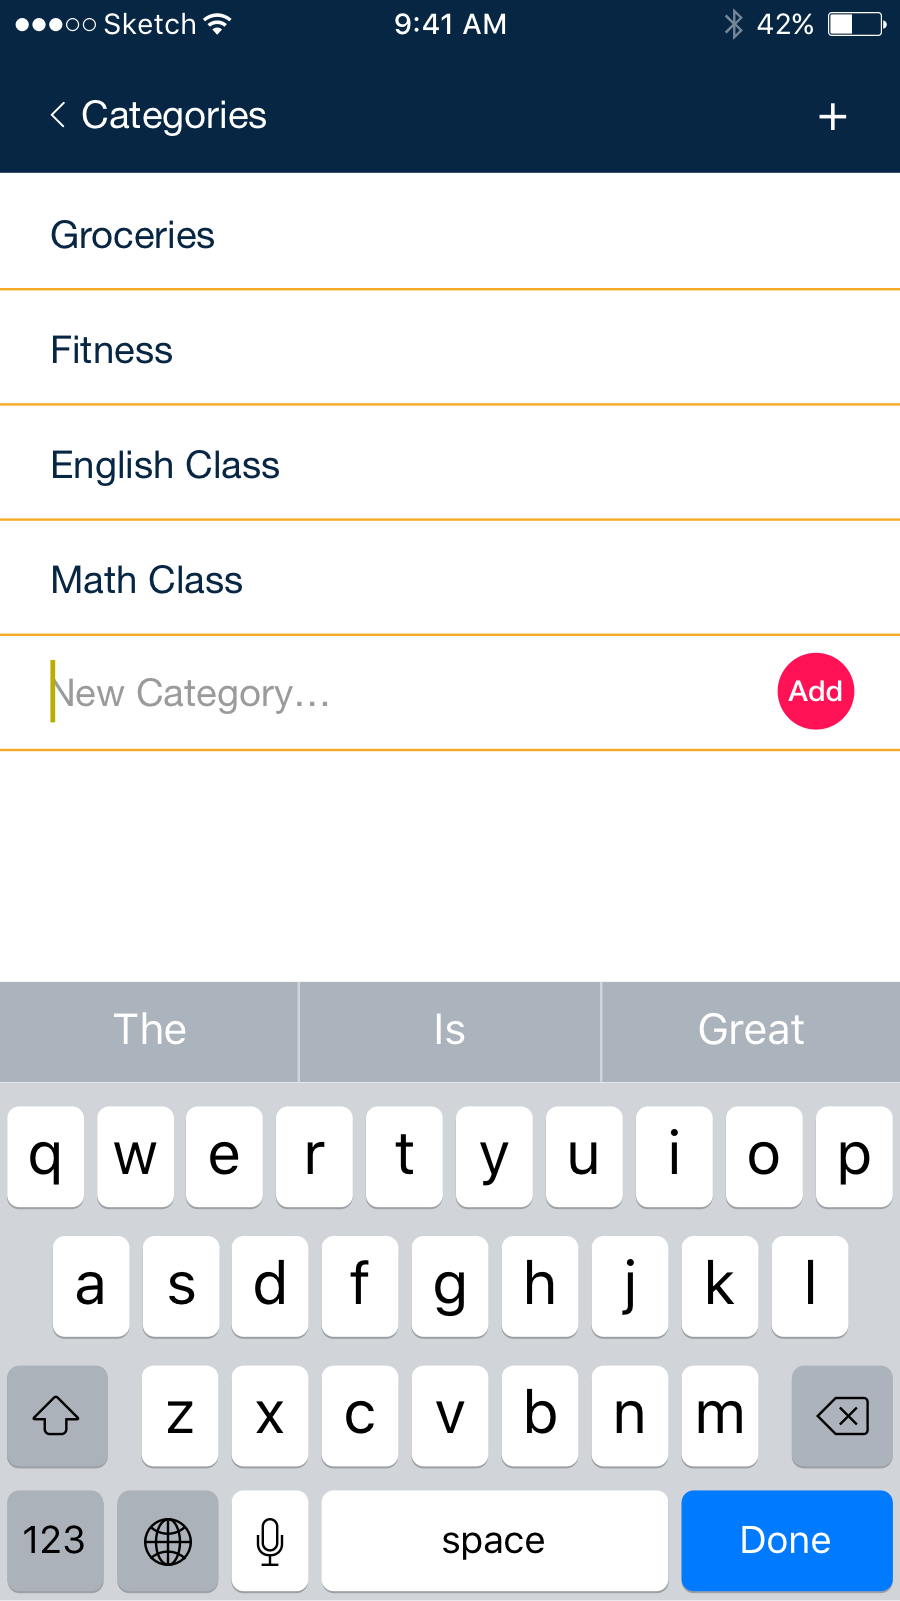 Sketch 9:41 AM 42%
Categories +
Groceries
Fitness
English Class
Math Class
New Category... Add
The Is Great
q w e r t y u i o p
a s d f g h j k l
z x c v b n m
123 space Done